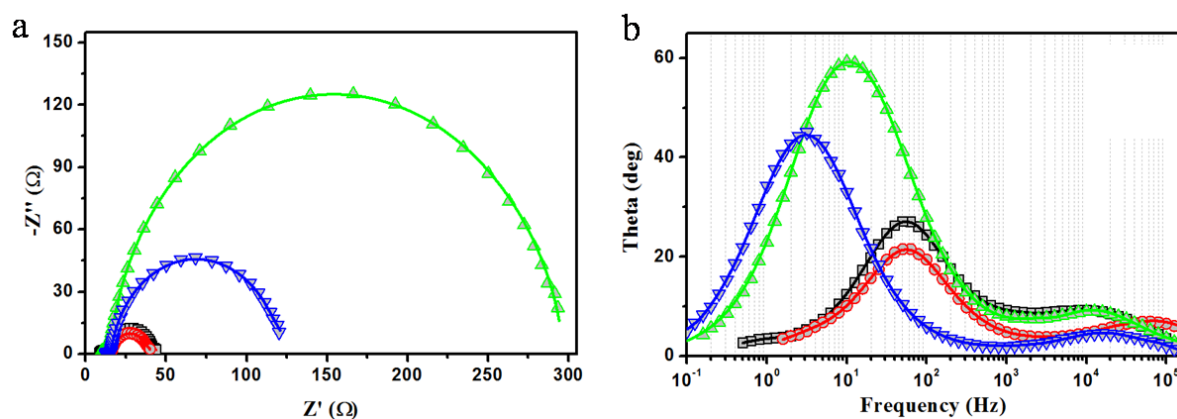 a
150
120
90
60
30
0
-Z'' (Ω)
0 50 100 150 200 250 300
Z' (Ω)
b
60
40
20
0
Theta (deg)
10⁻¹ 10⁰ 10¹ 10² 10³ 10⁴ 10⁵
Frequency (Hz)